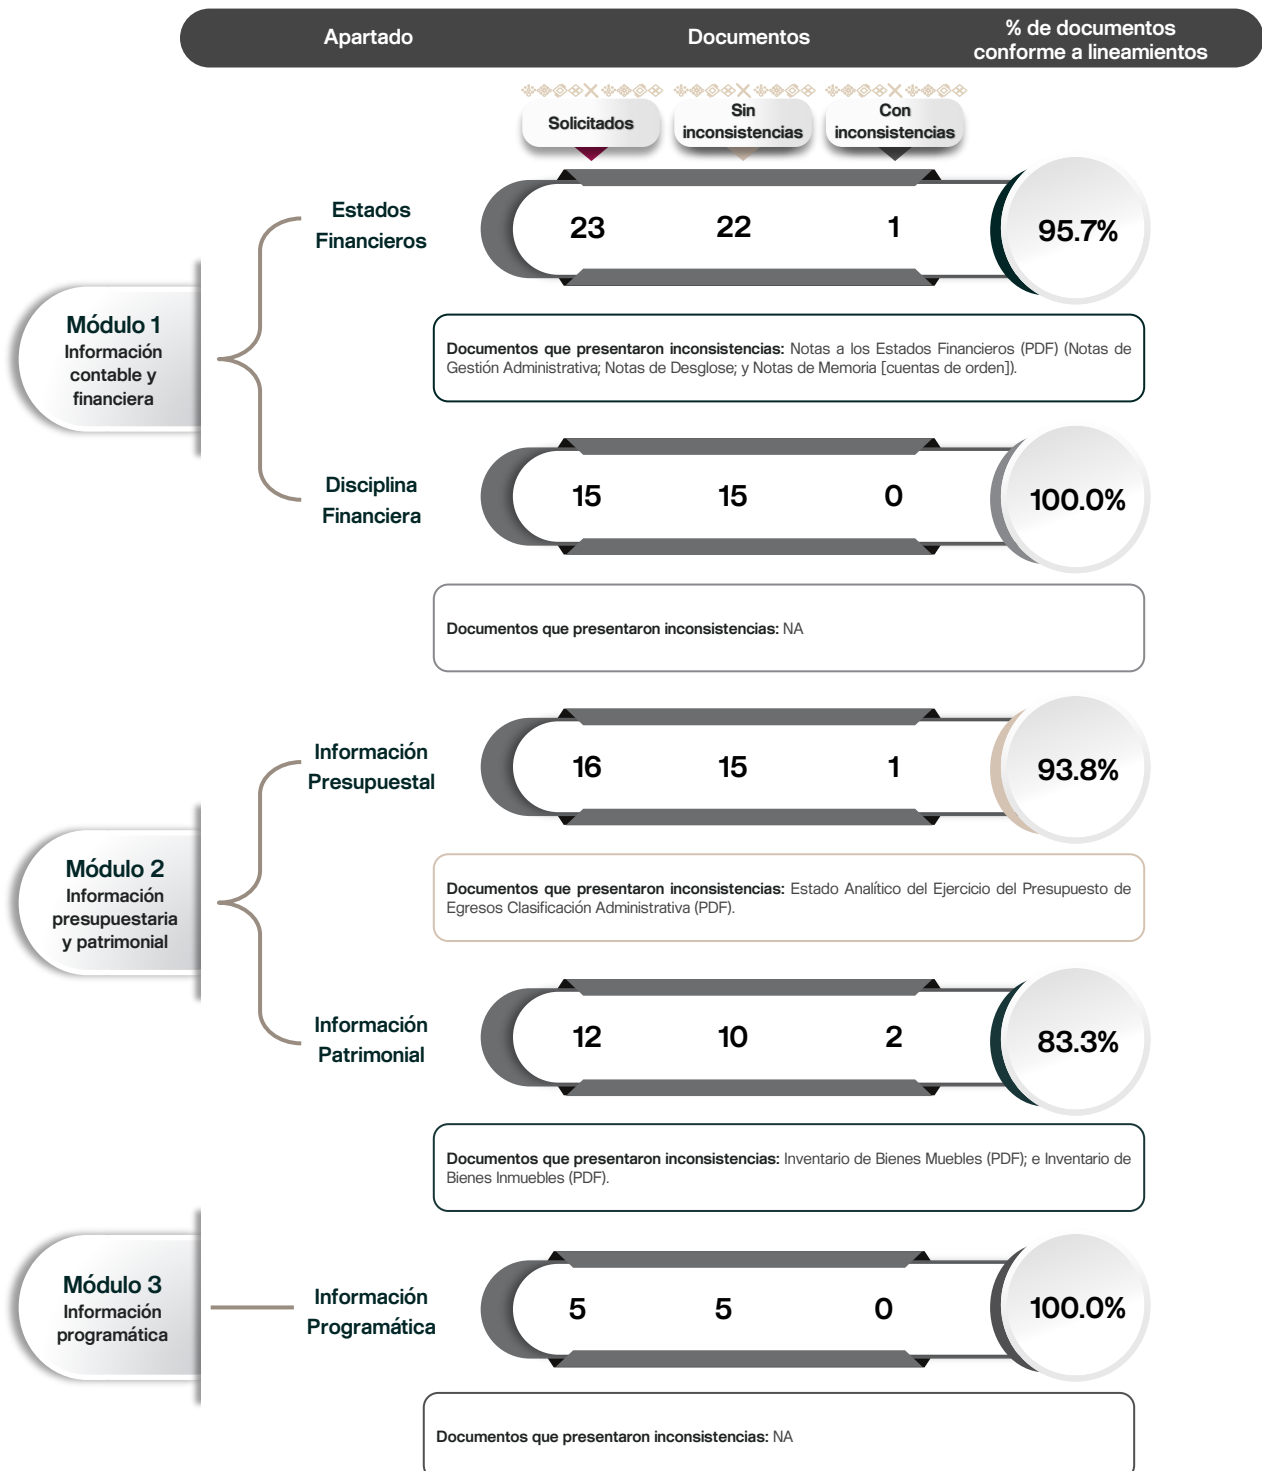 Apartado
Documentos
% de documentos
conforme a lineamientos
Solicitados
Sin
inconsistencias
Con
inconsistencias
Módulo 1
Información
contable y
financiera
Estados
Financieros
23 22 1 95.7%
Documentos que presentaron inconsistencias: Notas a los Estados Financieros (PDF) (Notas de
Gestión Administrativa; Notas de Desglose; y Notas de Memoria [cuentas de orden]).
Disciplina
Financiera
15 15 0 100.0%
Documentos que presentaron inconsistencias: NA
Módulo 2
Información
presupuestaria
y patrimonial
Información
Presupuestal
16 15 1 93.8%
Documentos que presentaron inconsistencias: Estado Analítico del Ejercicio del Presupuesto de
Egresos Clasificación Administrativa (PDF).
Información
Patrimonial
12 10 2 83.3%
Documentos que presentaron inconsistencias: Inventario de Bienes Muebles (PDF); e Inventario de
Bienes Inmuebles (PDF).
Módulo 3
Información
programática
Información
Programática
5 5 0 100.0%
Documentos que presentaron inconsistencias: NA